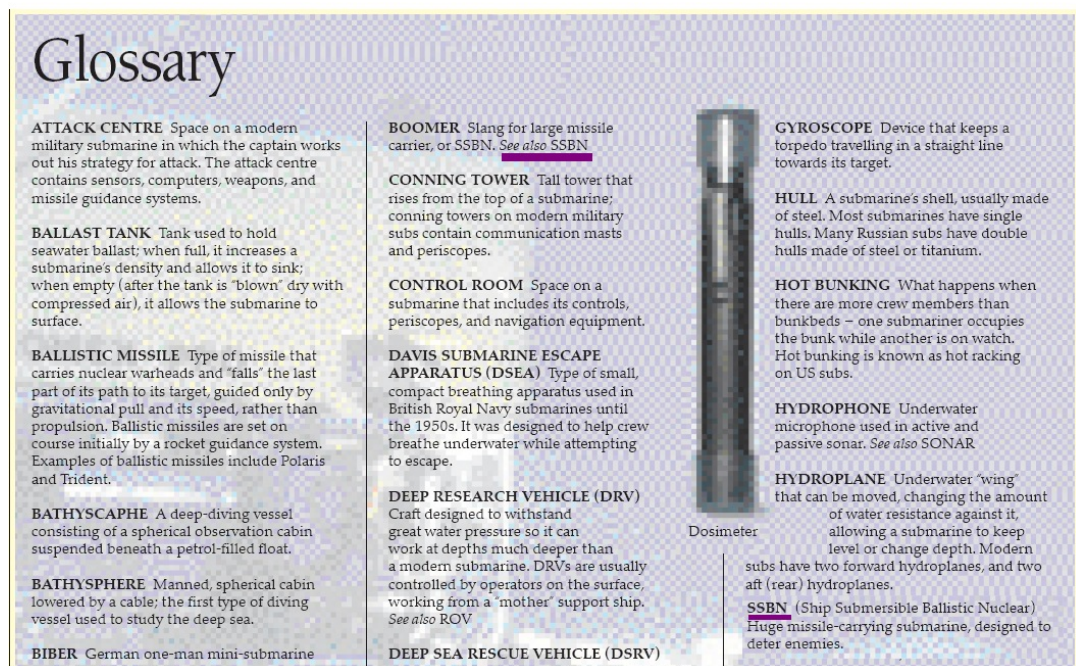 Glossary
ATTACK CENTRE Space on a modern
military submarine in which the captain works
out his strategy for attack. The attack centre
contains sensors, computers, weapons, and
missile guidance systems.
BALLAST TANK Tank used to hold
seawater ballast; when full, it increases a
submarine's density and allows it to sink;
when empty (after the tank is "blown" dry with
compressed air), it allows the submarine to
surface.
BALLISTIC MISSILE Type of missile that
carries nuclear warheads and "falls" the last
part of its path to its target, guided only by
gravitational pull and its speed, rather than
propulsion. Ballistic missiles are set on
course initially by a rocket guidance system.
Examples of ballistic missiles include Polaris
and Trident.
BATHYSCAPHE A deep-diving vessel
consisting of a spherical observation cabin
suspended beneath a petrol-filled float.
BATHYSPHERE Manned, spherical cabin
lowered by a cable; the first type of diving
vessel used to study the deep sea.
BIBER German one-man mini-submarine
BOOMER Slang for large missile
carrier, or SSBN. See also SSBN
CONNING TOWER Tall tower that
rises from the top of a submarine;
conning towers on modern military
subs contain communication masts
and periscopes.
CONTROL ROOM Space on a
submarine that includes its controls,
periscopes, and navigation equipment.
DAVIS SUBMARINE ESCAPE
APPARATUS (DSEA) Type of small,
compact breathing apparatus used in
British Royal Navy submarines until
the 1950s. It was designed to help crew
breathe underwater while attempting
to escape.
DEEP RESEARCH VEHICLE (DRV)
Craft designed to withstand
great water pressure so it can
work at depths much deeper than
a modern submarine. DRVs are usually
controlled by operators on the surface,
working from a "mother" support ship.
See also ROV
DEEP SEA RESCUE VEHICLE (DSRV)
Dosimeter
GYROSCOPE Device that keeps a
torpedo travelling in a straight line
towards its target.
HULL A submarine's shell, usually made
of steel. Most submarines have single
hulls. Many Russian subs have double
hulls made of steel or titanium.
HOT BUNKING What happens when
there are more crew members than
bunkbeds – one submariner occupies
the bunk while another is on watch.
Hot bunking is known as hot racking
on US subs.
HYDROPHONE Underwater
microphone used in active and
passive sonar. See also SONAR
HYDROPLANE Underwater "wing"
that can be moved, changing the amount
of water resistance against it,
allowing a submarine to keep
level or change depth. Modern
subs have two forward hydroplanes, and two
aft (rear) hydroplanes.
SSBN (Ship Submersible Ballistic Nuclear)
Huge missile-carrying submarine, designed to
deter enemies.